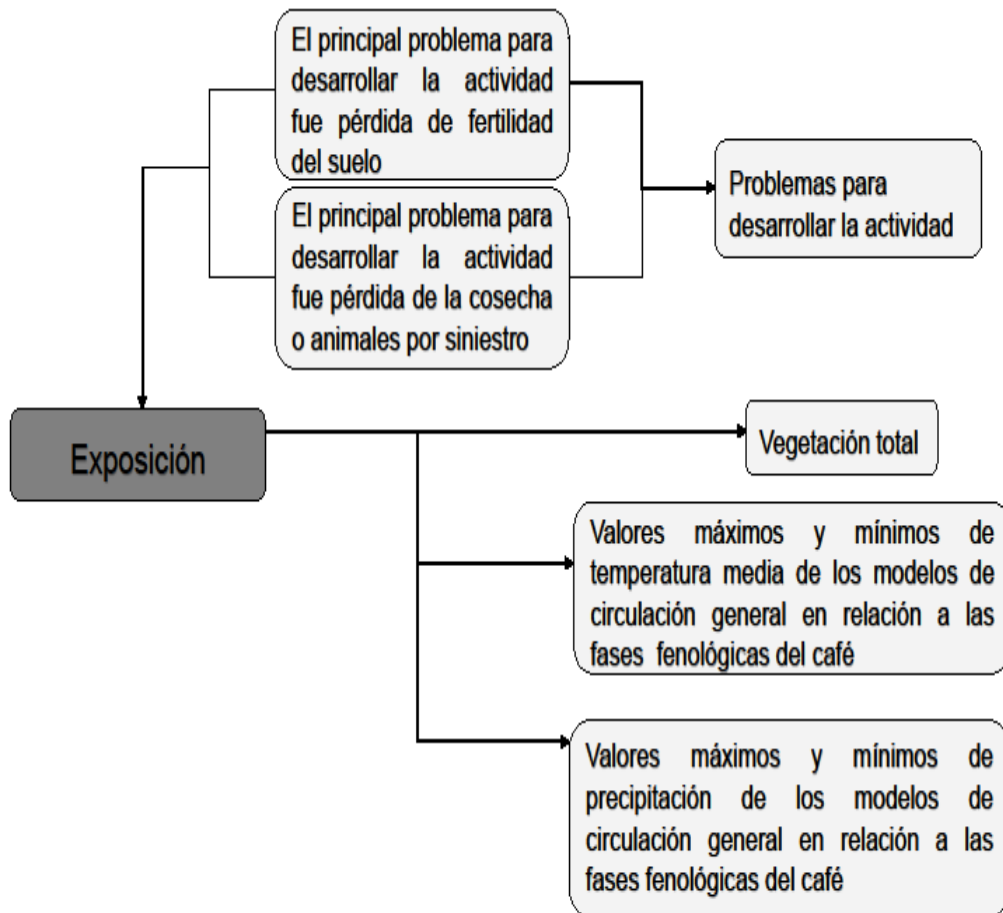 El principal problema para
desarrollar la actividad
fue pérdida de fertilidad
del suelo
El principal problema para
desarrollar la actividad
fue pérdida de la cosecha
o animales por siniestro
Problemas para
desarrollar la actividad
Exposición
Vegetación total
Valores máximos y mínimos de
temperatura media de los modelos de
circulación general en relación a las
fases fenológicas del café
Valores máximos y mínimos de
precipitación de los modelos de
circulación general en relación a las
fases fenológicas del café